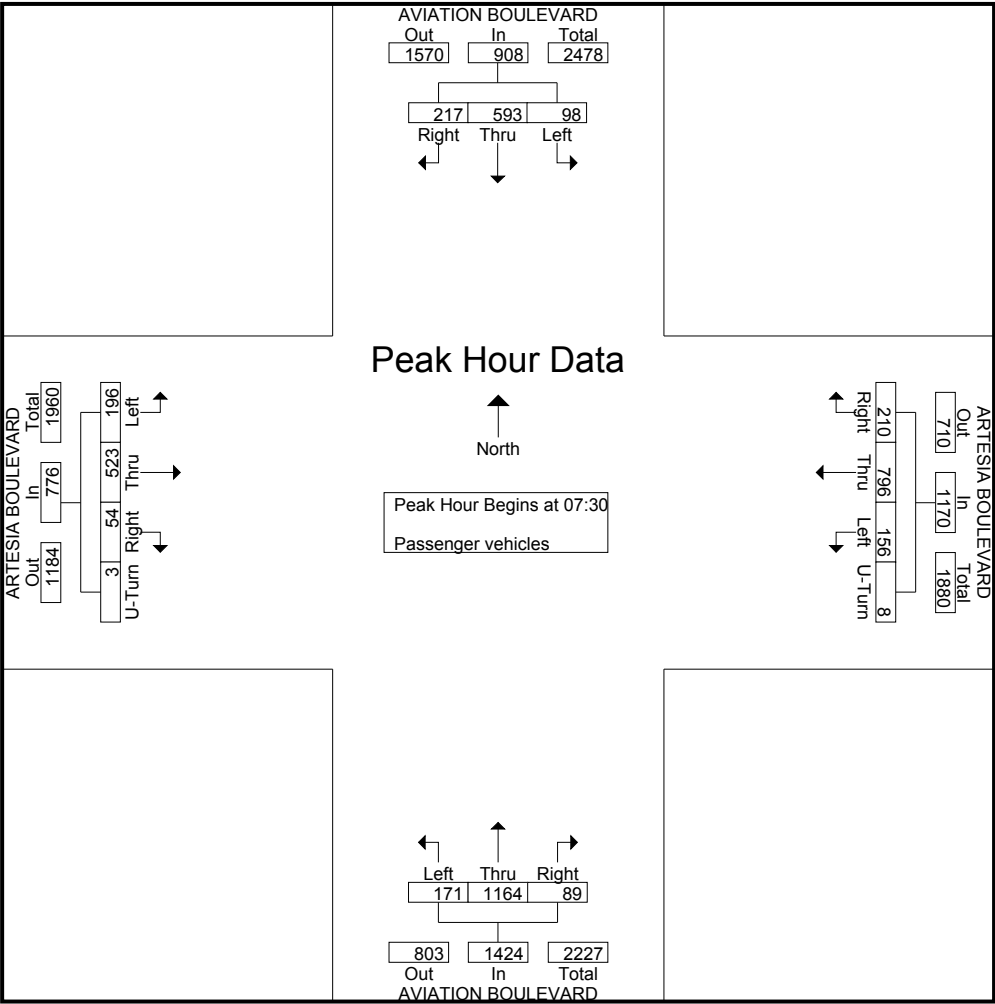 AVIATION BOULEVARD
Out In Total
1570 908 2478
217 593 98
Right Thru Left
Peak Hour Data
North
Peak Hour Begins at 07:30
Passenger vehicles
ARTESIA BOULEVARD
Total In Out
1960 776 1184
196 523 54 3
Left Thru Right U-Turn
Right Thru Left U-Turn
210 796 156 8
710 1170 1880
Out In Total
ARTESIA BOULEVARD
Left Thru Right
171 1164 89
803 1424 2227
Out In Total
AVIATION BOULEVARD